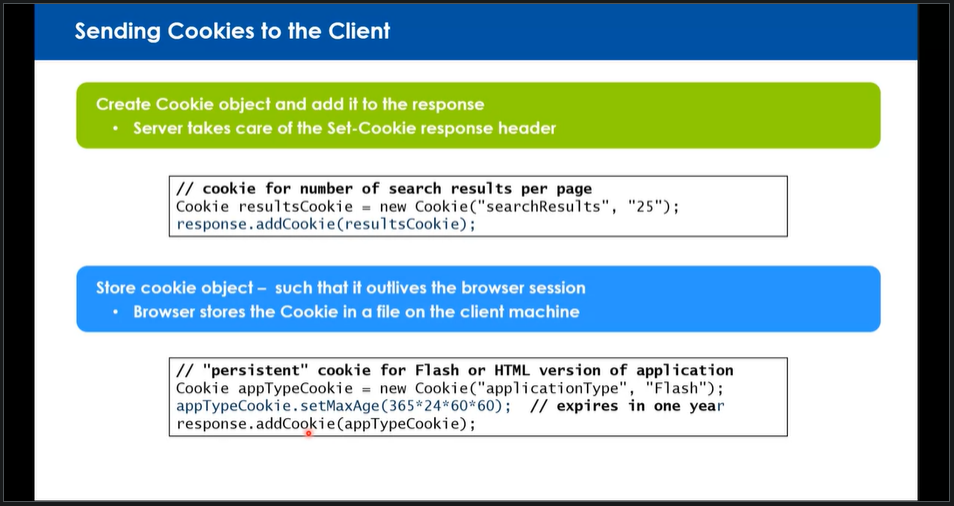 Sending Cookies to the Client
Create Cookie object and add it to the response
• Server takes care of the Set-Cookie response header
// cookie for number of search results per page
Cookie resultsCookie = new Cookie("searchResults", "25");
response.addCookie(resultsCookie);
Store cookie object – such that it outlives the browser session
• Browser stores the Cookie in a file on the client machine
// "persistent" cookie for Flash or HTML version of application
Cookie appTypeCookie = new Cookie("applicationType", "Flash");
appTypeCookie.setMaxAge(365*24*60*60); // expires in one year
response.addCookie(appTypeCookie);